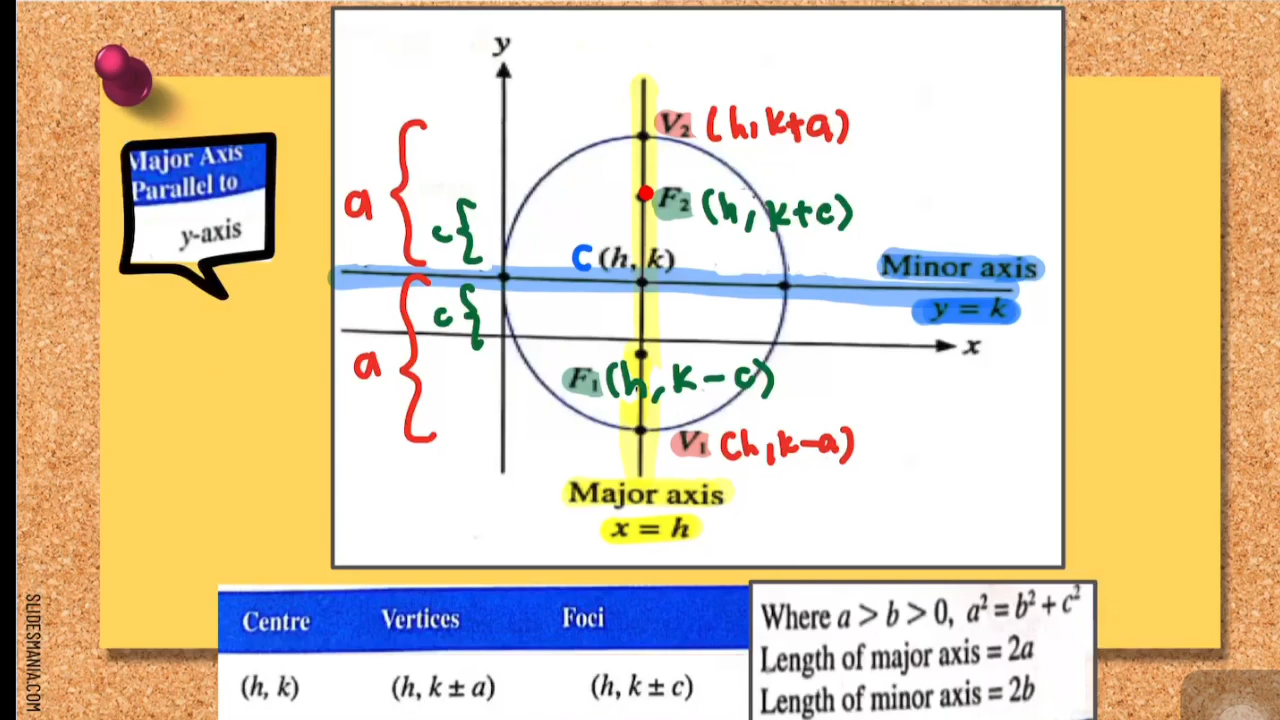 Major Axis
Parallel to
y-axis
y
V₂ (h, k+a)
a
F₂ (h, k+c)
c
C (h, k)
Minor axis
y = k
c
x
a
F₁ (h, k-c)
V₁ (h, k-a)
Major axis
x = h
Centre Vertices Foci
(h, k) (h, k ± a) (h, k ± c)
Where a > b > 0, a² = b² + c²
Length of major axis = 2a
Length of minor axis = 2b
SLIDESMANIA.COM